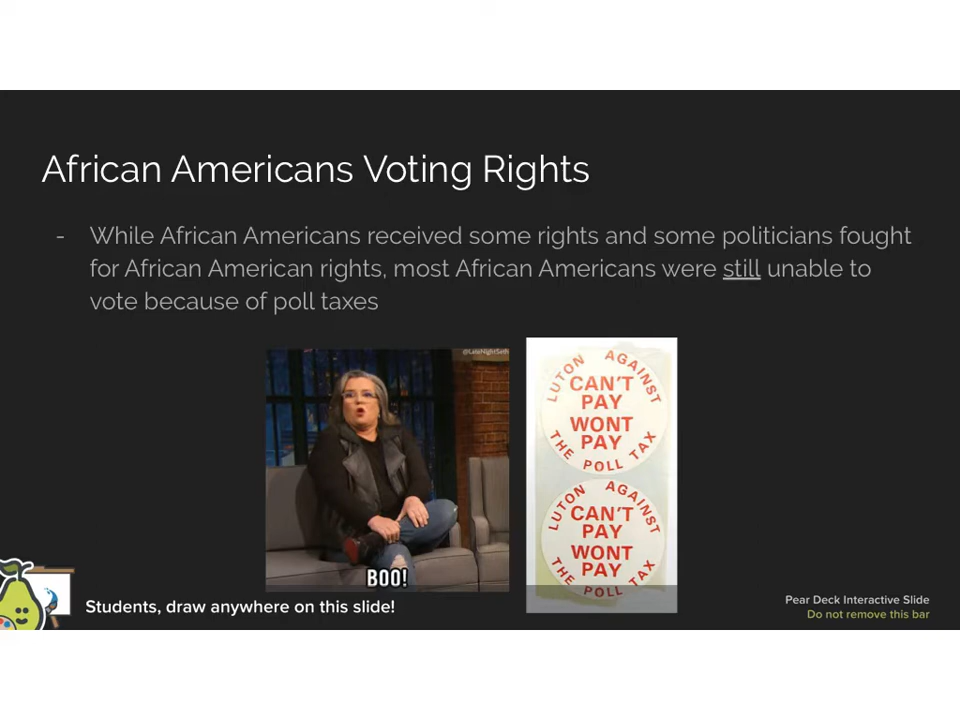 African Americans Voting Rights
- While African Americans received some rights and some politicians fought
for African American rights, most African Americans were still unable to
vote because of poll taxes
@LateNightSeth
BOO!
LUTON AGAINST
CAN'T
PAY
WONT
PAY
THE POLL TAX
LUTON AGAINST
CAN'T
PAY
WONT
PAY
THE POLL TAX
Students, draw anywhere on this slide!
Pear Deck Interactive Slide
Do not remove this bar